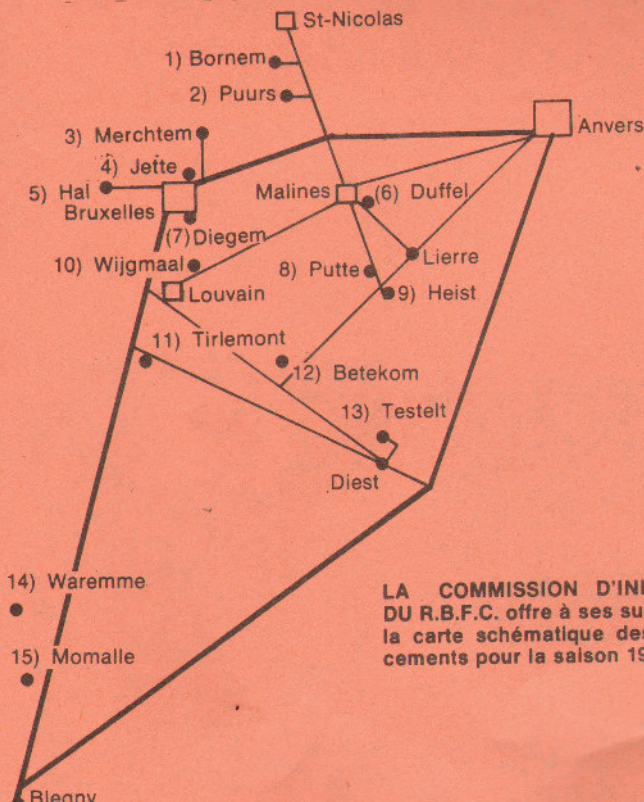 St-Nicolas
1) Bornem
2) Puurs
Anvers
3) Merchtem
4) Jette
5) Hal
Bruxelles
Malines
(6) Duffel
(7) Diegem
Lierre
10) Wijgmaal
8) Putte
Louvain
9) Heist
11) Tirlemont
12) Betekom
13) Testelt
Diest
14) Waremme
LA COMMISSION D'IN
DU R.B.F.C. offre à ses su
la carte schématique de
cements pour la saison 19
15) Momalle
Blegny